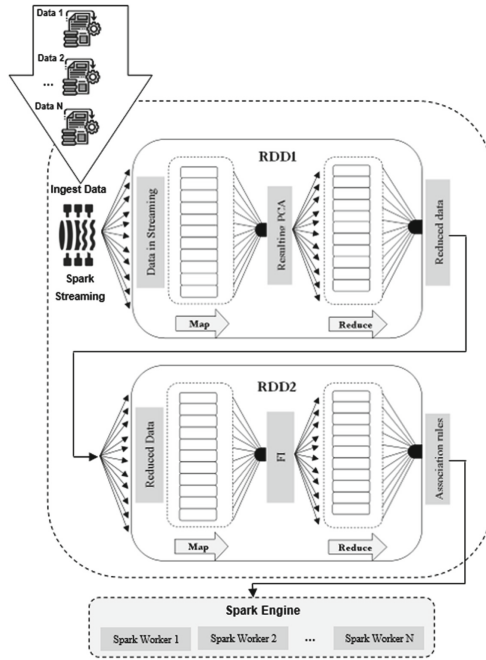 Data 1
Data 2
...
Data N
Ingest Data
Spark
Streaming
RDD1
Data in Streaming
Resulting PCA
Reduced data
Map
Reduce
RDD2
Reduced Data
FI
Association rules
Map
Reduce
Spark Engine
Spark Worker 1
Spark Worker 2
...
Spark Worker N